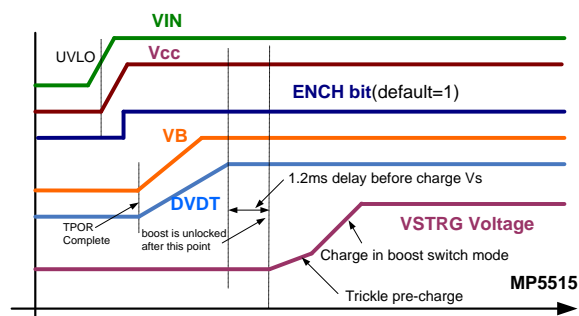 VIN
UVLO
Vcc
ENCH bit(default=1)
VB
1.2ms delay before charge Vs
DVDT
TPOR
Complete
boost is unlocked
after this point
VSTRG Voltage
Charge in boost switch mode
MP5515
Trickle pre-charge